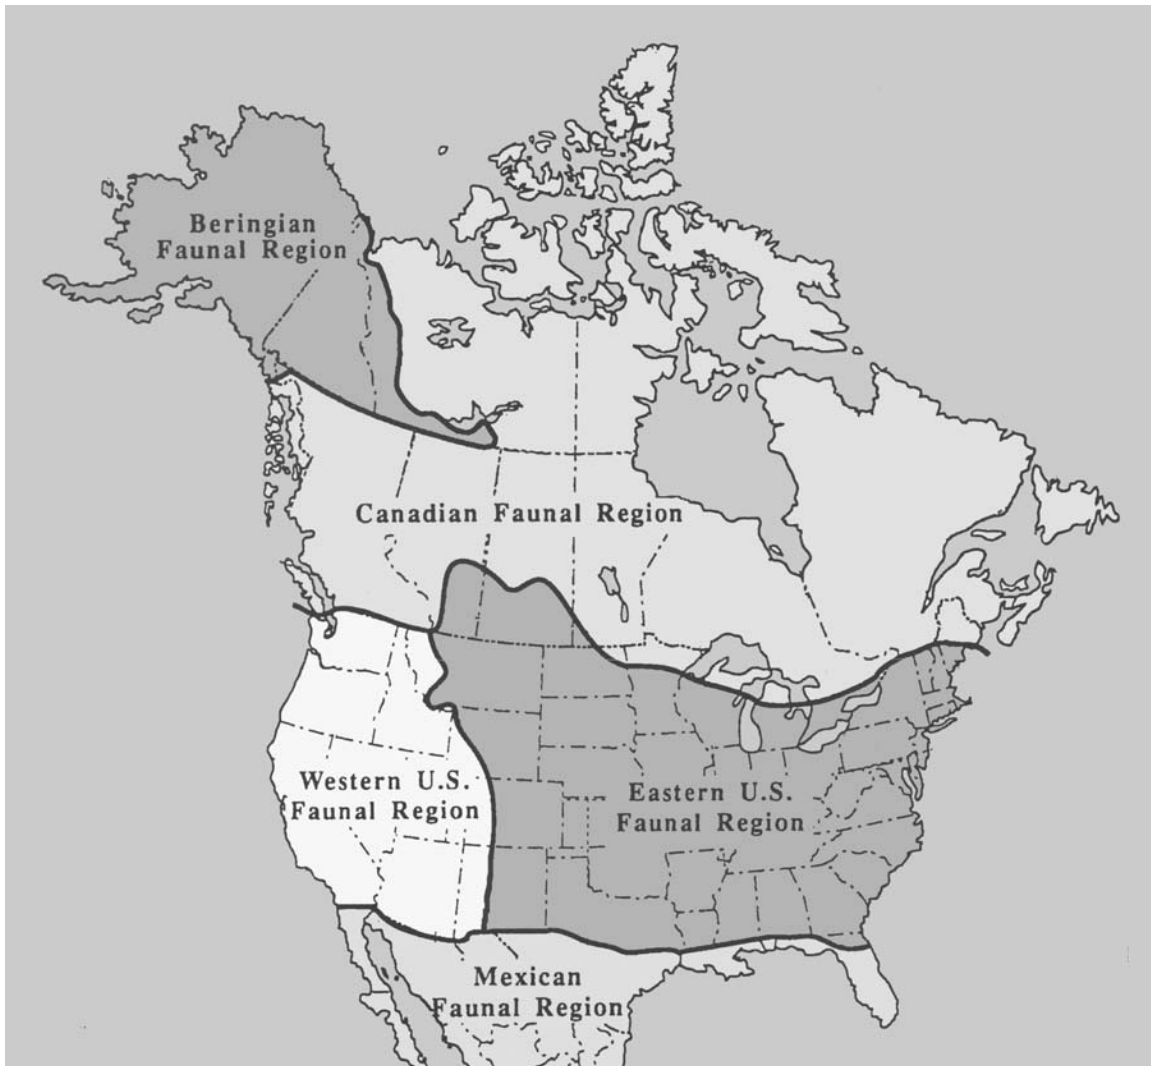 Beringian
Faunal Region
Canadian Faunal Region
Western U.S.
Faunal Region
Eastern U.S.
Faunal Region
Mexican
Faunal Region